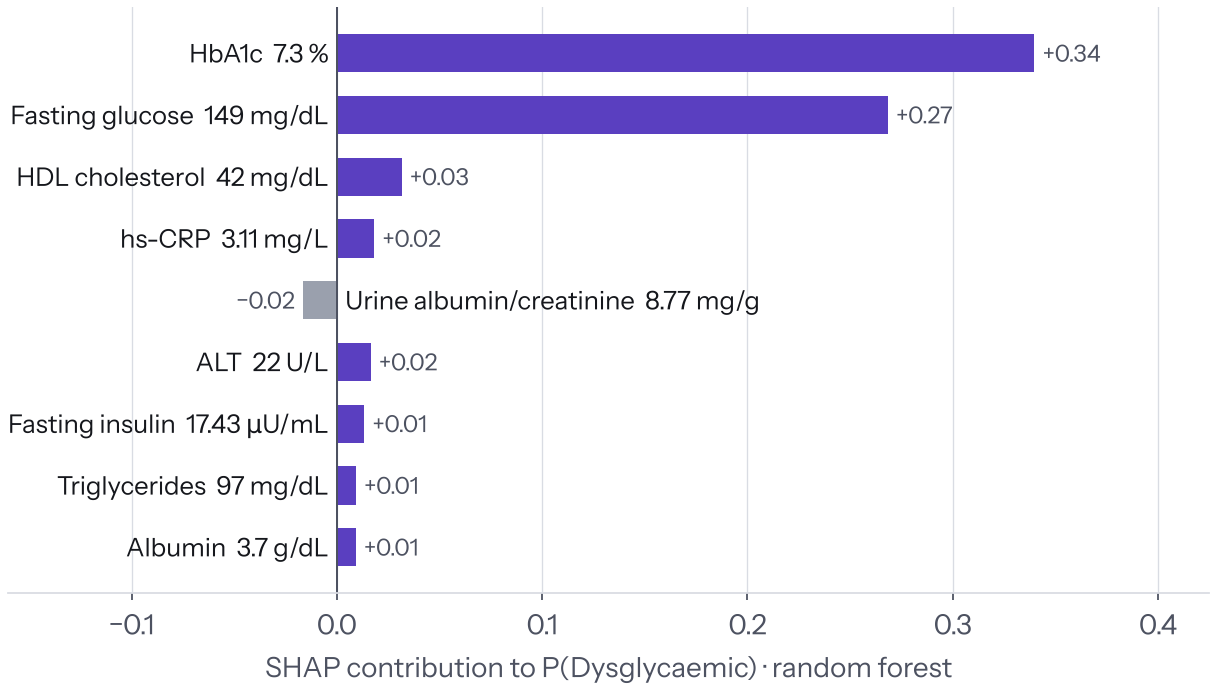 HbA1c 7.3 % +0.34
Fasting glucose 149 mg/dL +0.27
HDL cholesterol 42 mg/dL +0.03
hs-CRP 3.11 mg/L +0.02
−0.02 Urine albumin/creatinine 8.77 mg/g
ALT 22 U/L +0.02
Fasting insulin 17.43 µU/mL +0.01
Triglycerides 97 mg/dL +0.01
Albumin 3.7 g/dL +0.01
−0.1 0.0 0.1 0.2 0.3 0.4
SHAP contribution to P(Dysglycaemic) · random forest